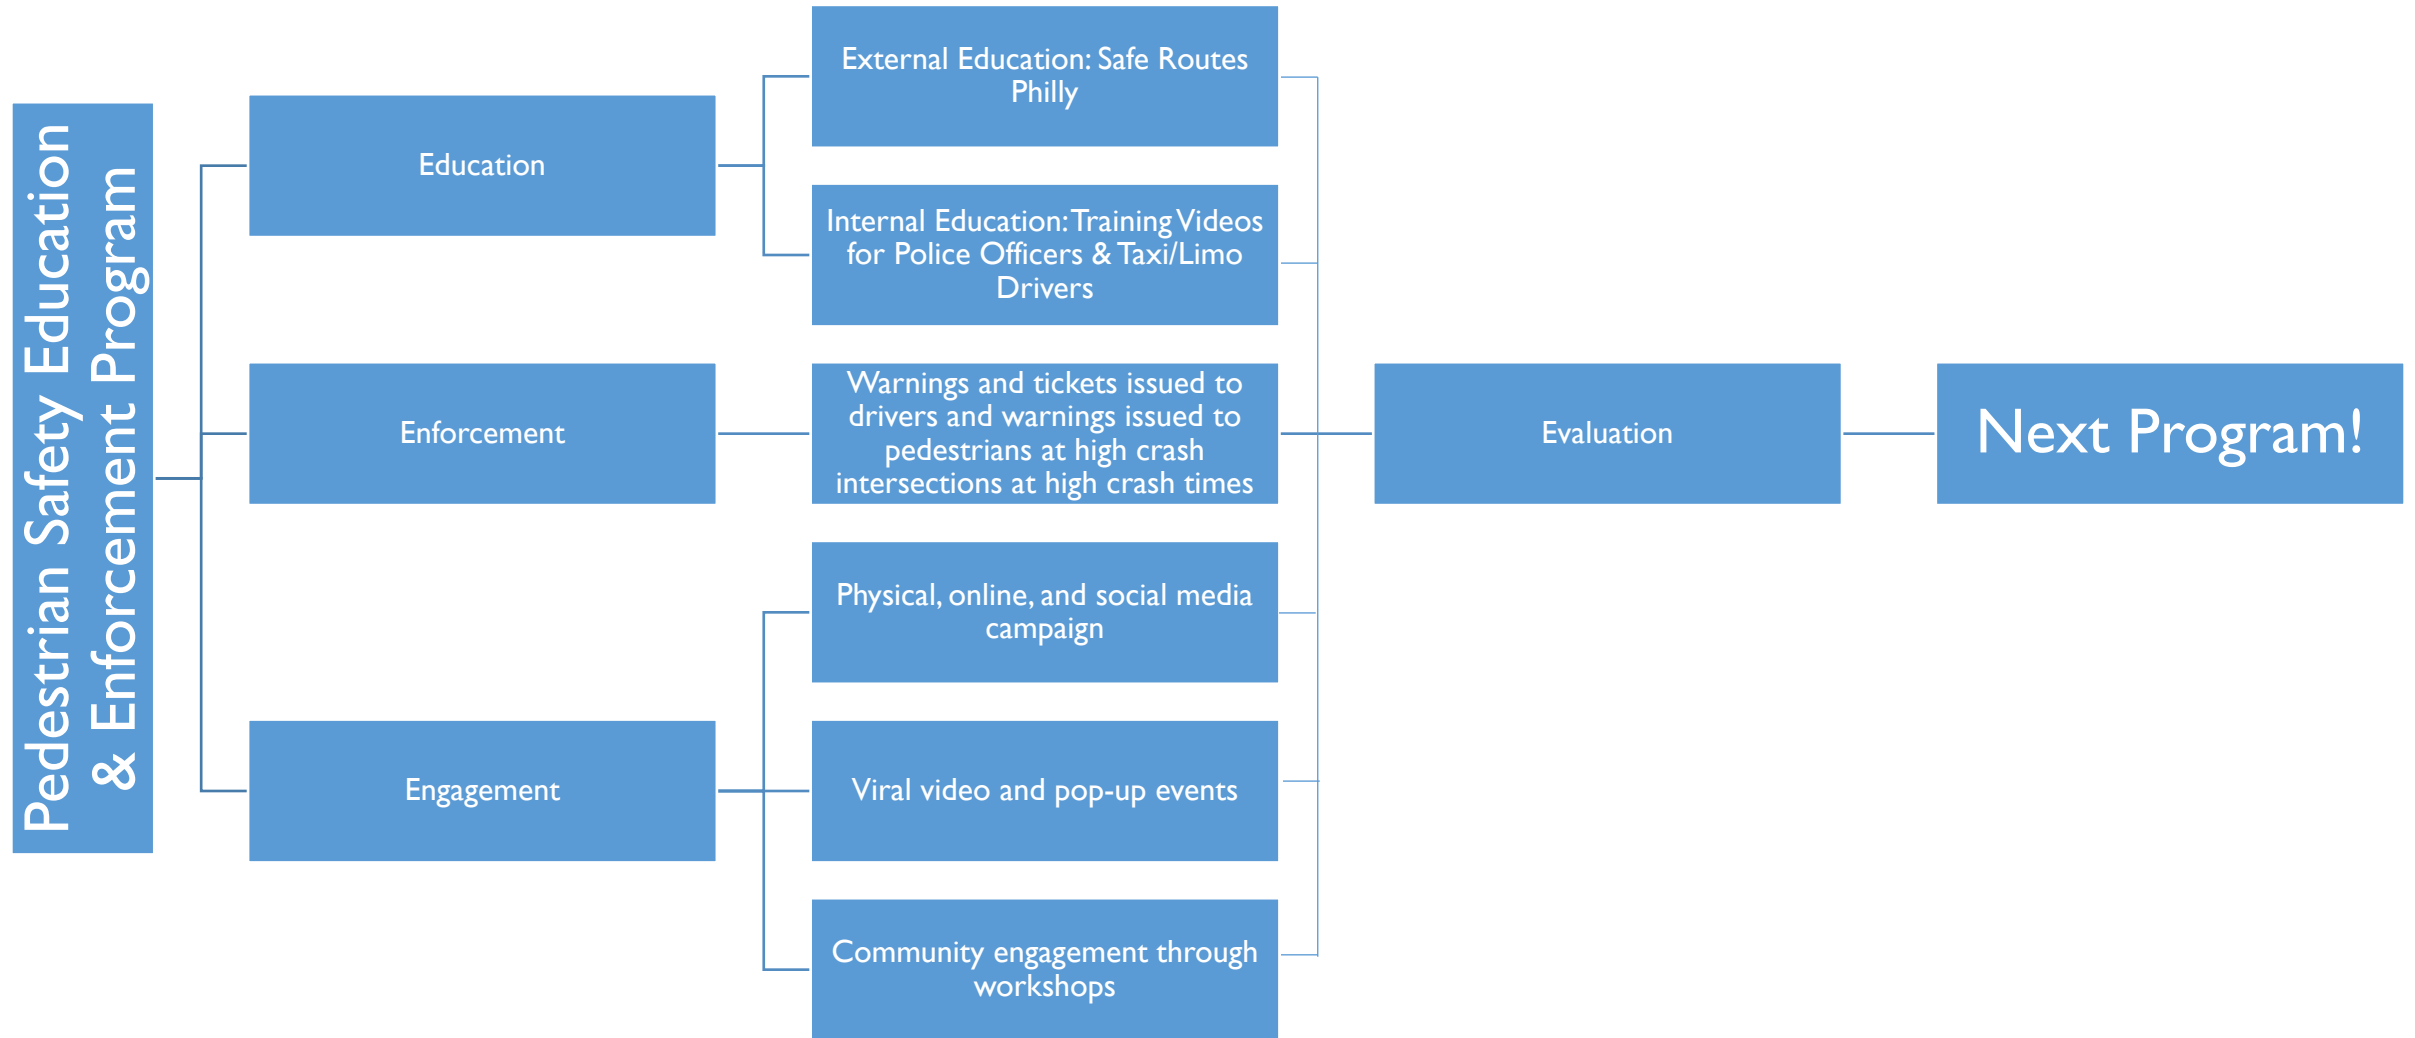 Pedestrian Safety Education
& Enforcement Program
Education
External Education: Safe Routes
Philly
Internal Education: Training Videos
for Police Officers & Taxi/Limo
Drivers
Enforcement
Warnings and tickets issued to
drivers and warnings issued to
pedestrians at high crash
intersections at high crash times
Engagement
Physical, online, and social media
campaign
Viral video and pop-up events
Community engagement through
workshops
Evaluation
Next Program!